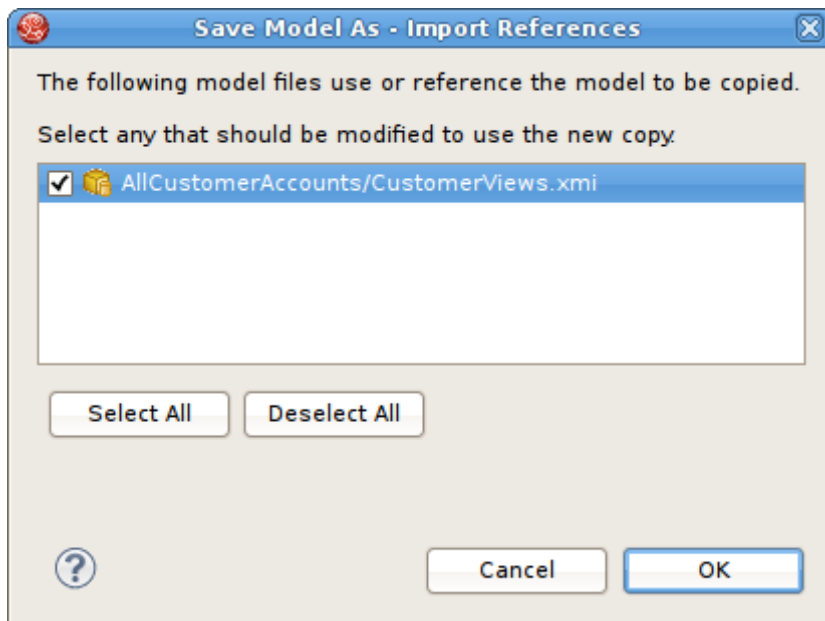 Save Model As - Import References
The following model files use or reference the model to be copied.
Select any that should be modified to use the new copy.
AllCustomerAccounts/CustomerViews.xmi
Select All
Deselect All
?
Cancel
OK